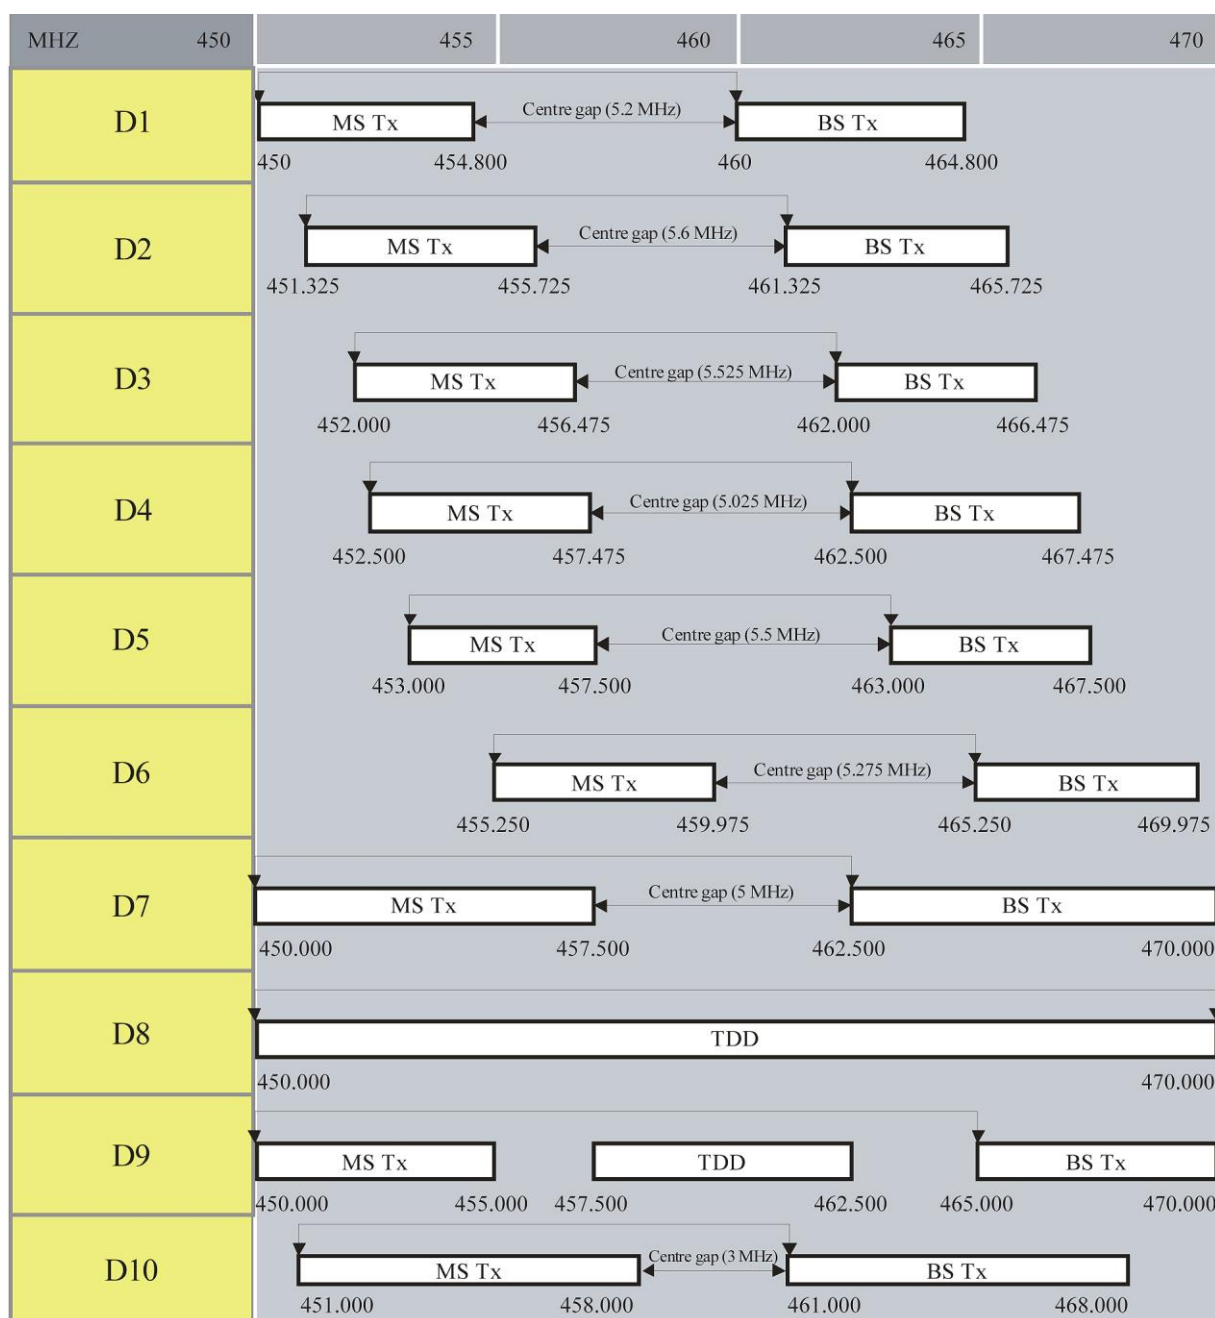 MHZ 450 455 460 465 470
D1
MS Tx Centre gap (5.2 MHz) BS Tx
450 454.800 460 464.800
D2
MS Tx Centre gap (5.6 MHz) BS Tx
451.325 455.725 461.325 465.725
D3
MS Tx Centre gap (5.525 MHz) BS Tx
452.000 456.475 462.000 466.475
D4
MS Tx Centre gap (5.025 MHz) BS Tx
452.500 457.475 462.500 467.475
D5
MS Tx Centre gap (5.5 MHz) BS Tx
453.000 457.500 463.000 467.500
D6
MS Tx Centre gap (5.275 MHz) BS Tx
455.250 459.975 465.250 469.975
D7
MS Tx Centre gap (5 MHz) BS Tx
450.000 457.500 462.500 470.000
D8
TDD
450.000 470.000
D9
MS Tx TDD BS Tx
450.000 455.000 457.500 462.500 465.000 470.000
D10
MS Tx Centre gap (3 MHz) BS Tx
451.000 458.000 461.000 468.000